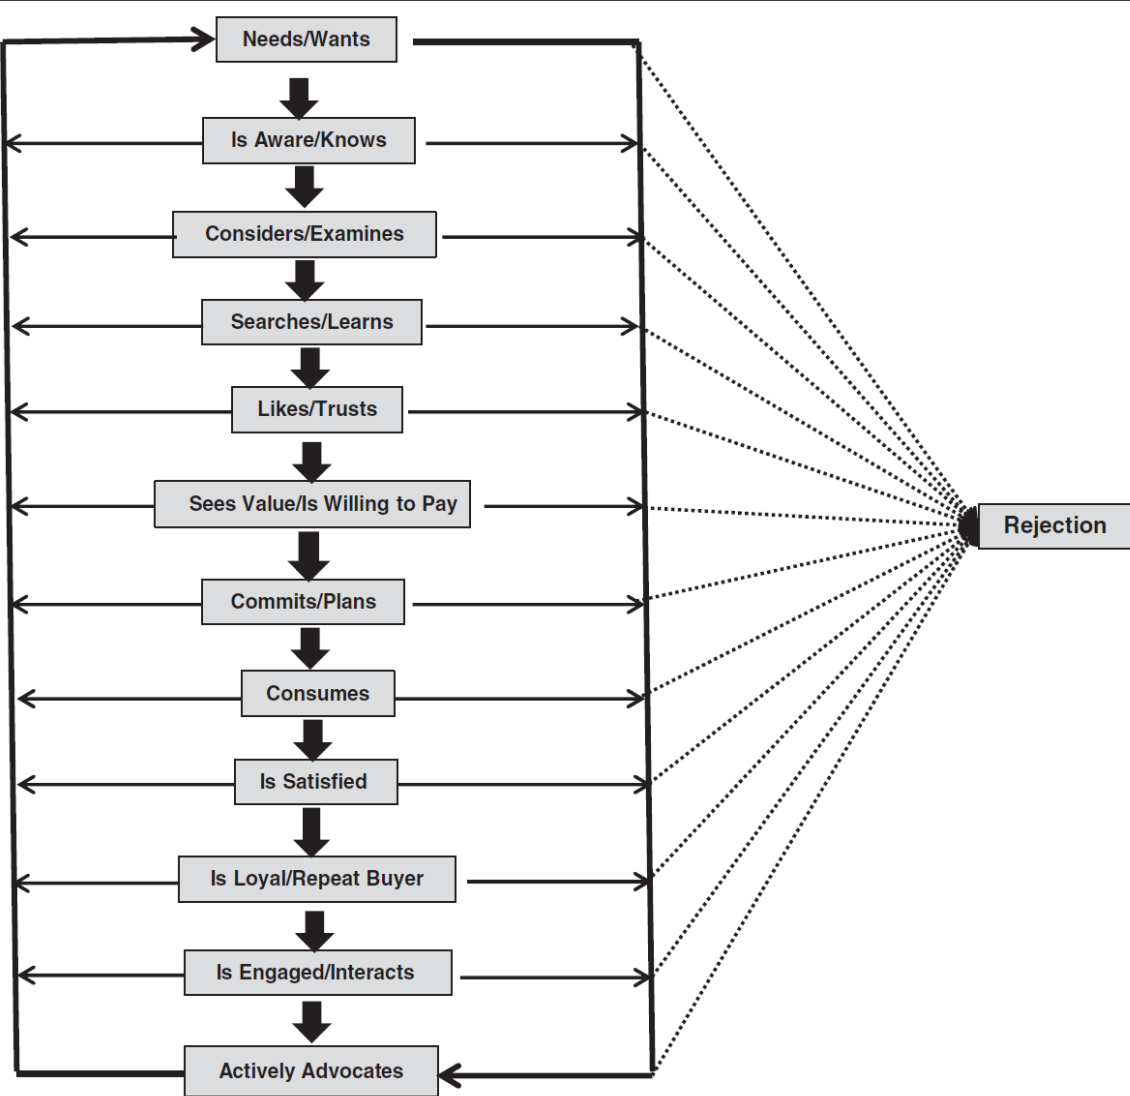 Needs/Wants
Is Aware/Knows
Considers/Examines
Searches/Learns
Likes/Trusts
Sees Value/Is Willing to Pay
Rejection
Commits/Plans
Consumes
Is Satisfied
Is Loyal/Repeat Buyer
Is Engaged/Interacts
Actively Advocates